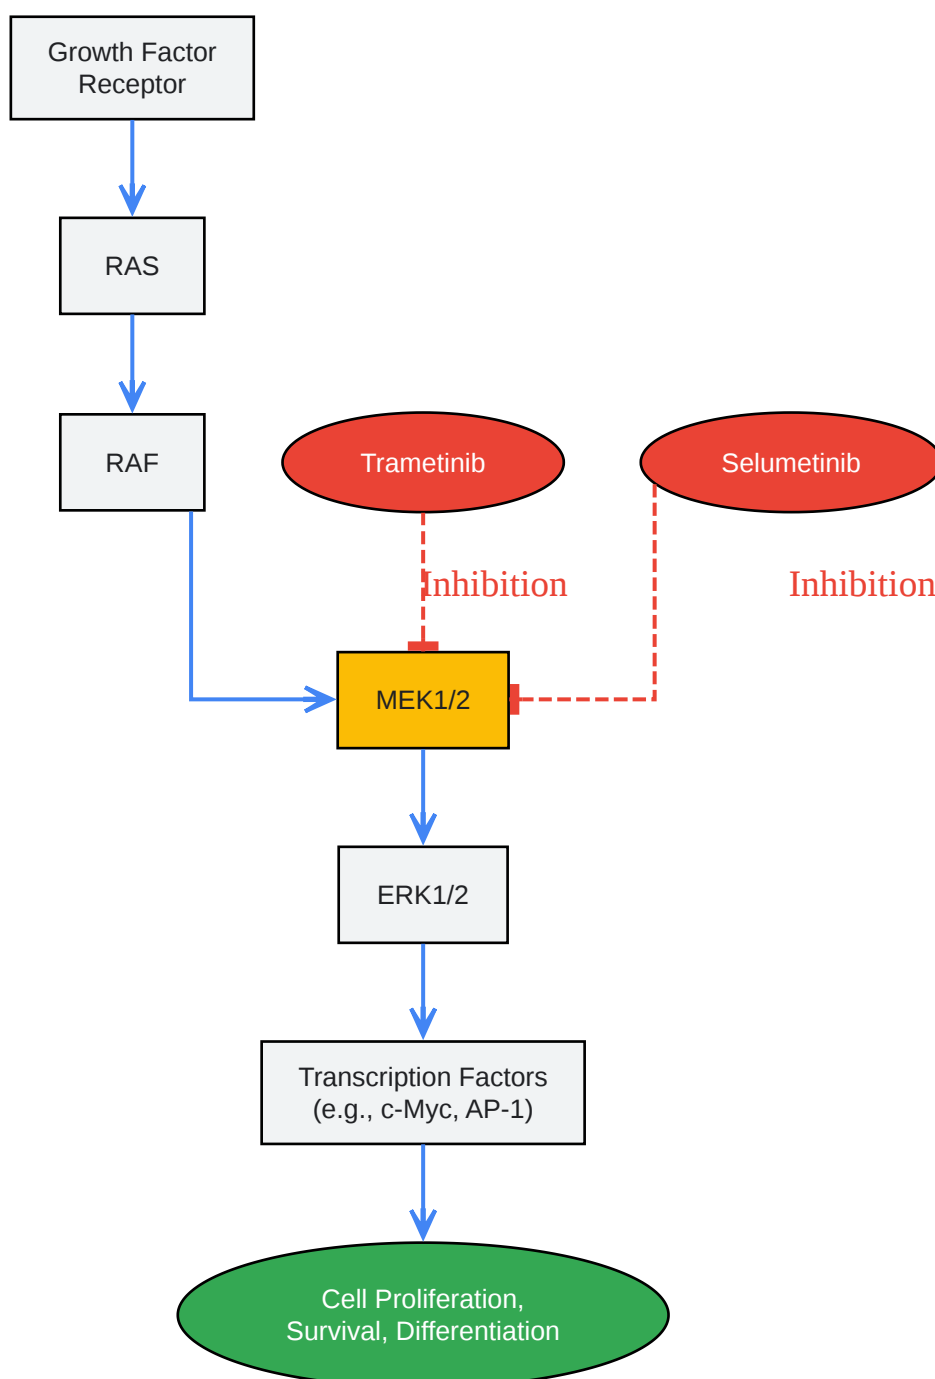 Growth Factor
Receptor
RAS
RAF
Trametinib
Selumetinib
Inhibition
Inhibition
MEK1/2
ERK1/2
Transcription Factors
(e.g., c-Myc, AP-1)
Cell Proliferation,
Survival, Differentiation